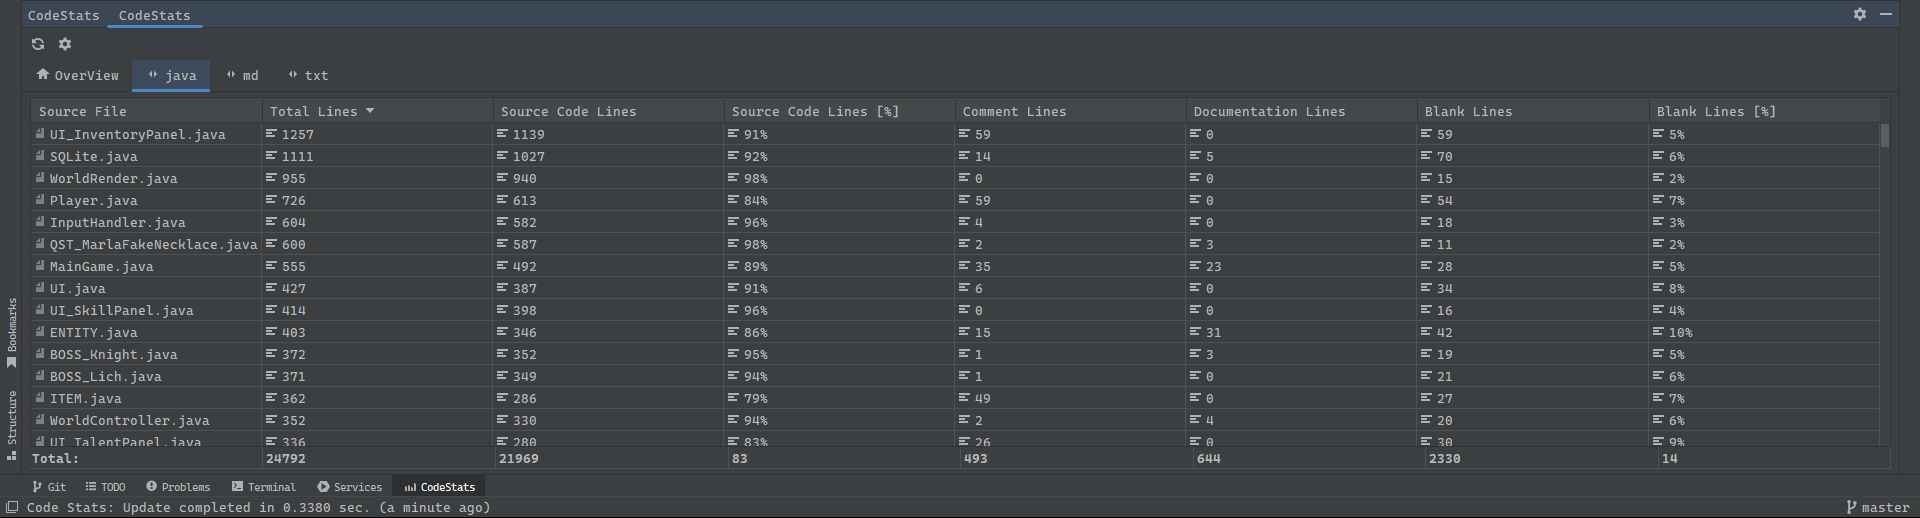 CodeStats CodeStats
OverView java md txt
Source File Total Lines Source Code Lines Source Code Lines [%] Comment Lines Documentation Lines Blank Lines Blank Lines [%]
UI_InventoryPanel.java 1257 1139 91% 59 0 59 5%
SQLite.java 1111 1027 92% 14 5 70 6%
WorldRender.java 955 940 98% 0 0 15 2%
Player.java 726 613 84% 59 0 54 7%
InputHandler.java 604 582 96% 4 0 18 3%
QST_MarlaFakeNecklace.java 600 587 98% 2 3 11 2%
MainGame.java 555 492 89% 35 23 28 5%
UI.java 427 387 91% 6 0 34 8%
UI_SkillPanel.java 414 398 96% 0 0 16 4%
ENTITY.java 403 346 86% 15 31 42 10%
BOSS_Knight.java 372 352 95% 1 3 19 5%
BOSS_Lich.java 371 349 94% 1 0 21 6%
ITEM.java 362 286 79% 49 0 27 7%
WorldController.java 352 330 94% 2 4 20 6%
UI_TalentPanel.java 336 280 83% 26 0 30 9%
Total: 24792 21969 83 493 644 2330 14
Bookmarks
Structure
Git TODO Problems Terminal Services CodeStats
Code Stats: Update completed in 0.3380 sec. (a minute ago) master